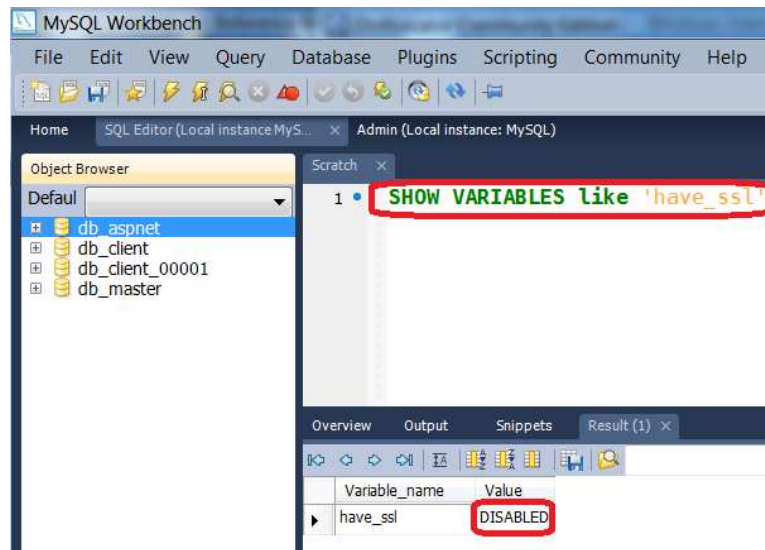 MySQL Workbench
File Edit View Query Database Plugins Scripting Community Help
Home SQL Editor (Local instance MyS... × Admin (Local instance: MySQL)
Object Browser
Defaul
db_aspnet
db_client
db_client_00001
db_master
Scratch ×
1 SHOW VARIABLES like 'have_ssl'
Overview Output Snippets Result (1) ×
Variable_name Value
have_ssl DISABLED